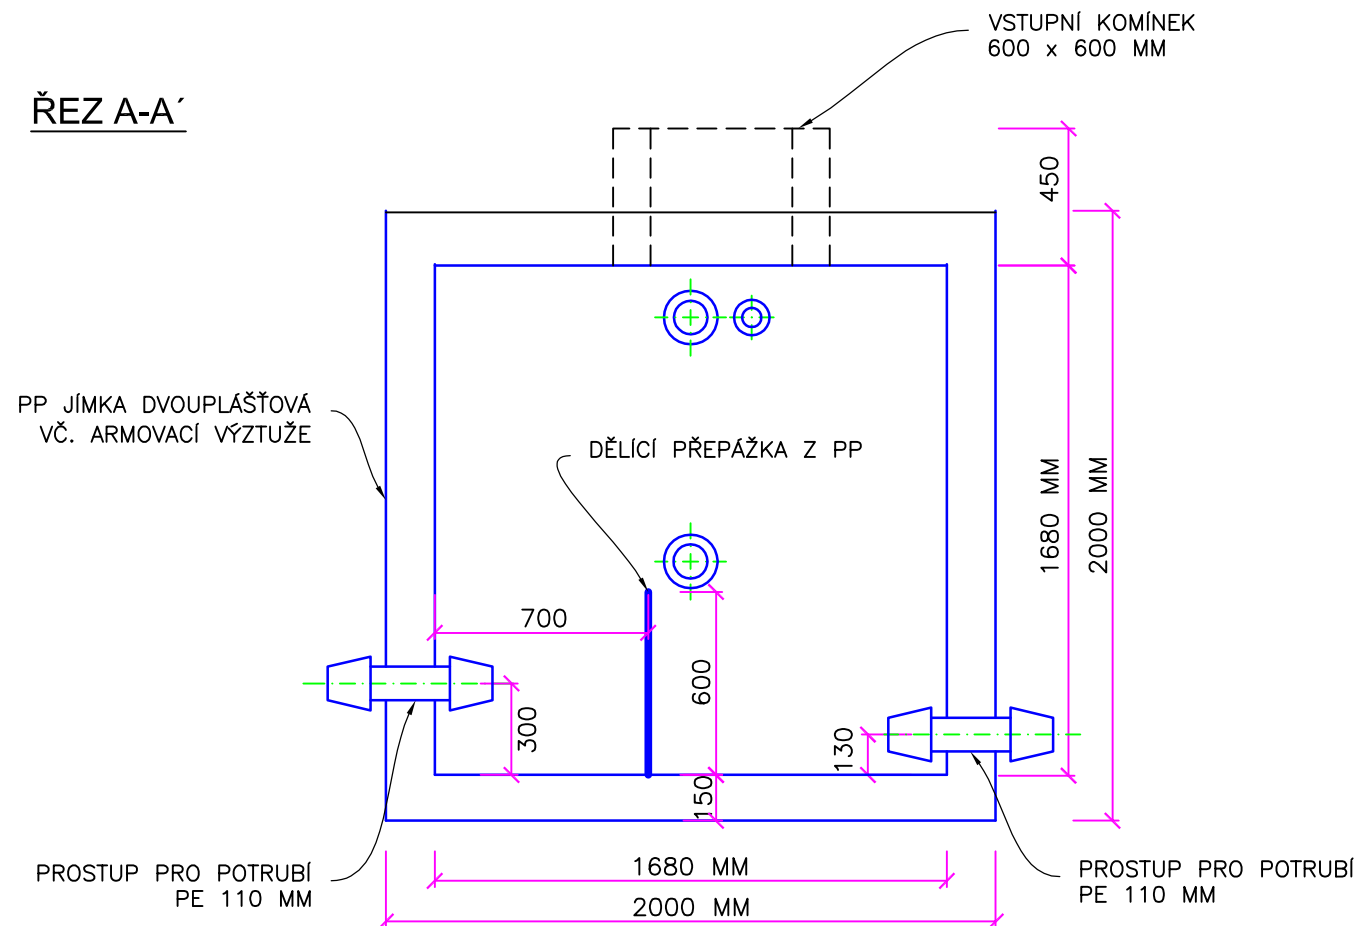 VSTUPNÍ KOMÍNEK
600 x 600 MM
ŘEZ A-A´
450
PP JÍMKA DVOUPLÁŠŤOVÁ
VČ. ARMOVACÍ VÝZTUŽE
DĚLÍCÍ PŘEPÁŽKA Z PP
1680 MM
2000 MM
700
600
300
130
150
PROSTUP PRO POTRUBÍ
PE 110 MM
1680 MM
2000 MM
PROSTUP PRO POTRUBÍ
PE 110 MM